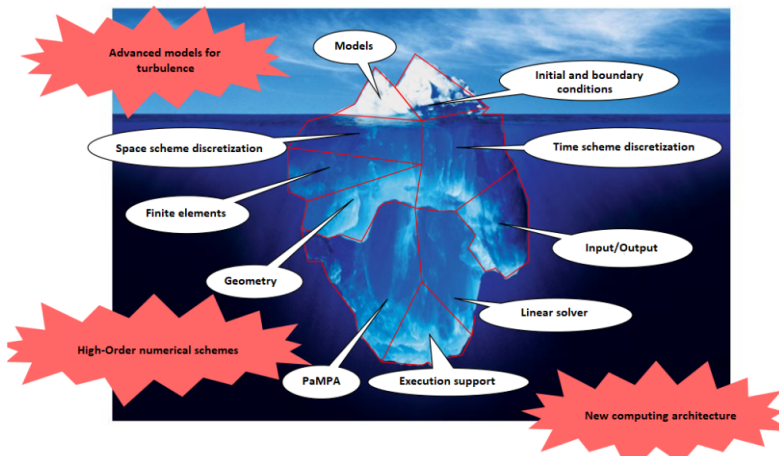 Advanced models for
turbulence
Models
Initial and boundary
conditions
Space scheme discretization
Time scheme discretization
Finite elements
Input/Output
Geometry
Linear solver
High-Order numerical schemes
PaMPA
Execution support
New computing architecture